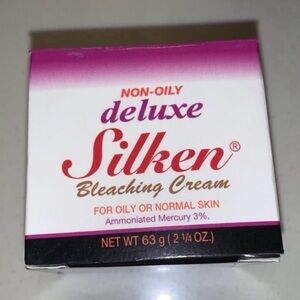 NON-OILY
deluxe
Silken®
Bleaching Cream
FOR OILY OR NORMAL SKIN
Ammoniated Mercury 3%.
NET WT 63 g ( 2 1/4 OZ.)